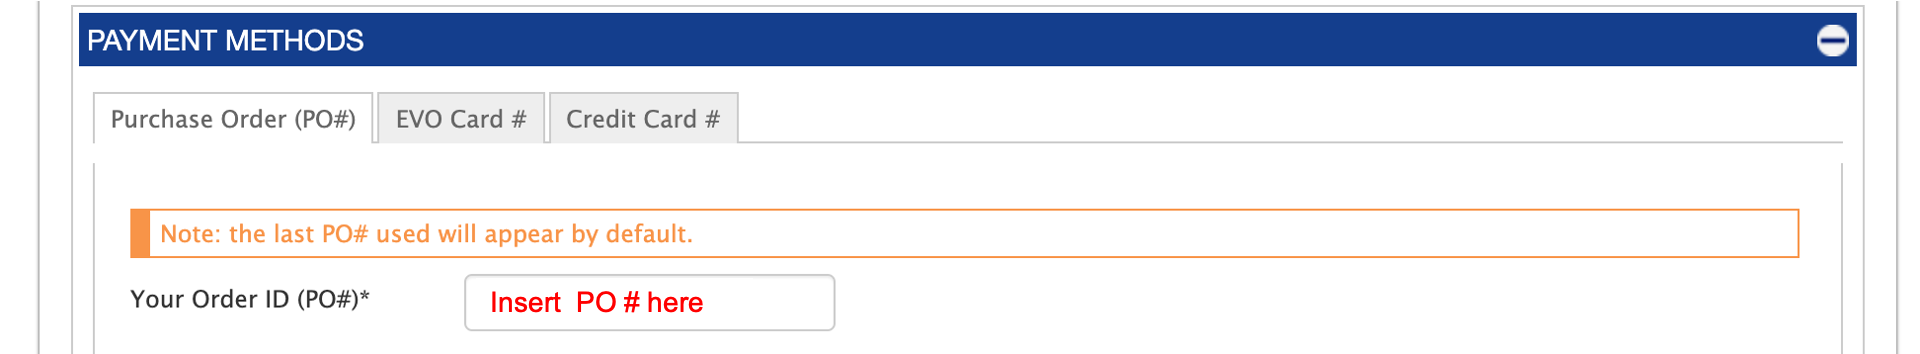 PAYMENT METHODS
Purchase Order (PO#) EVO Card # Credit Card #
Note: the last PO# used will appear by default.
Your Order ID (PO#)* Insert PO # here